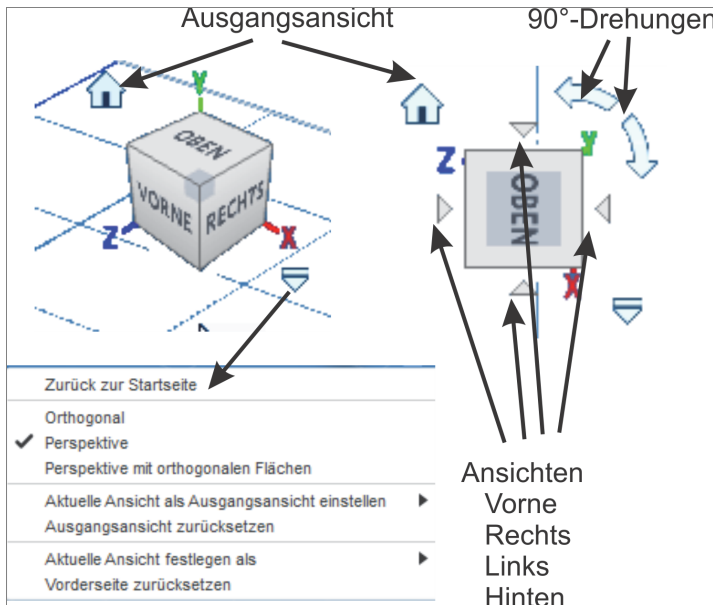 Ausgangsansicht
90°-Drehungen
Y
OBEN
VORNE
RECHTS
Z
X
Z
Y
OBEN
X
Zurück zur Startseite
Orthogonal
Perspektive
Perspektive mit orthogonalen Flächen
Aktuelle Ansicht als Ausgangsansicht einstellen
Ausgangsansicht zurücksetzen
Aktuelle Ansicht festlegen als
Vorderseite zurücksetzen
Ansichten
Vorne
Rechts
Links
Hinten